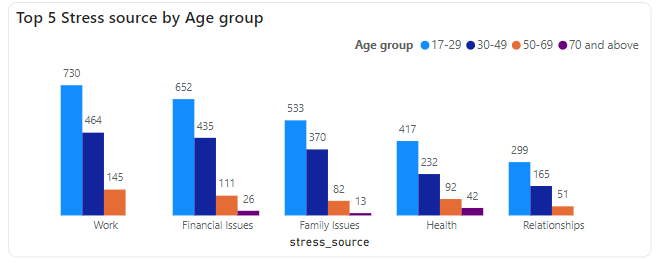 Top 5 Stress source by Age group
Age group 17-29 30-49 50-69 70 and above
730 464 145
652 435 111 26
533 370 82 13
417 232 92 42
299 165 51
Work Financial Issues Family Issues Health Relationships
stress_source